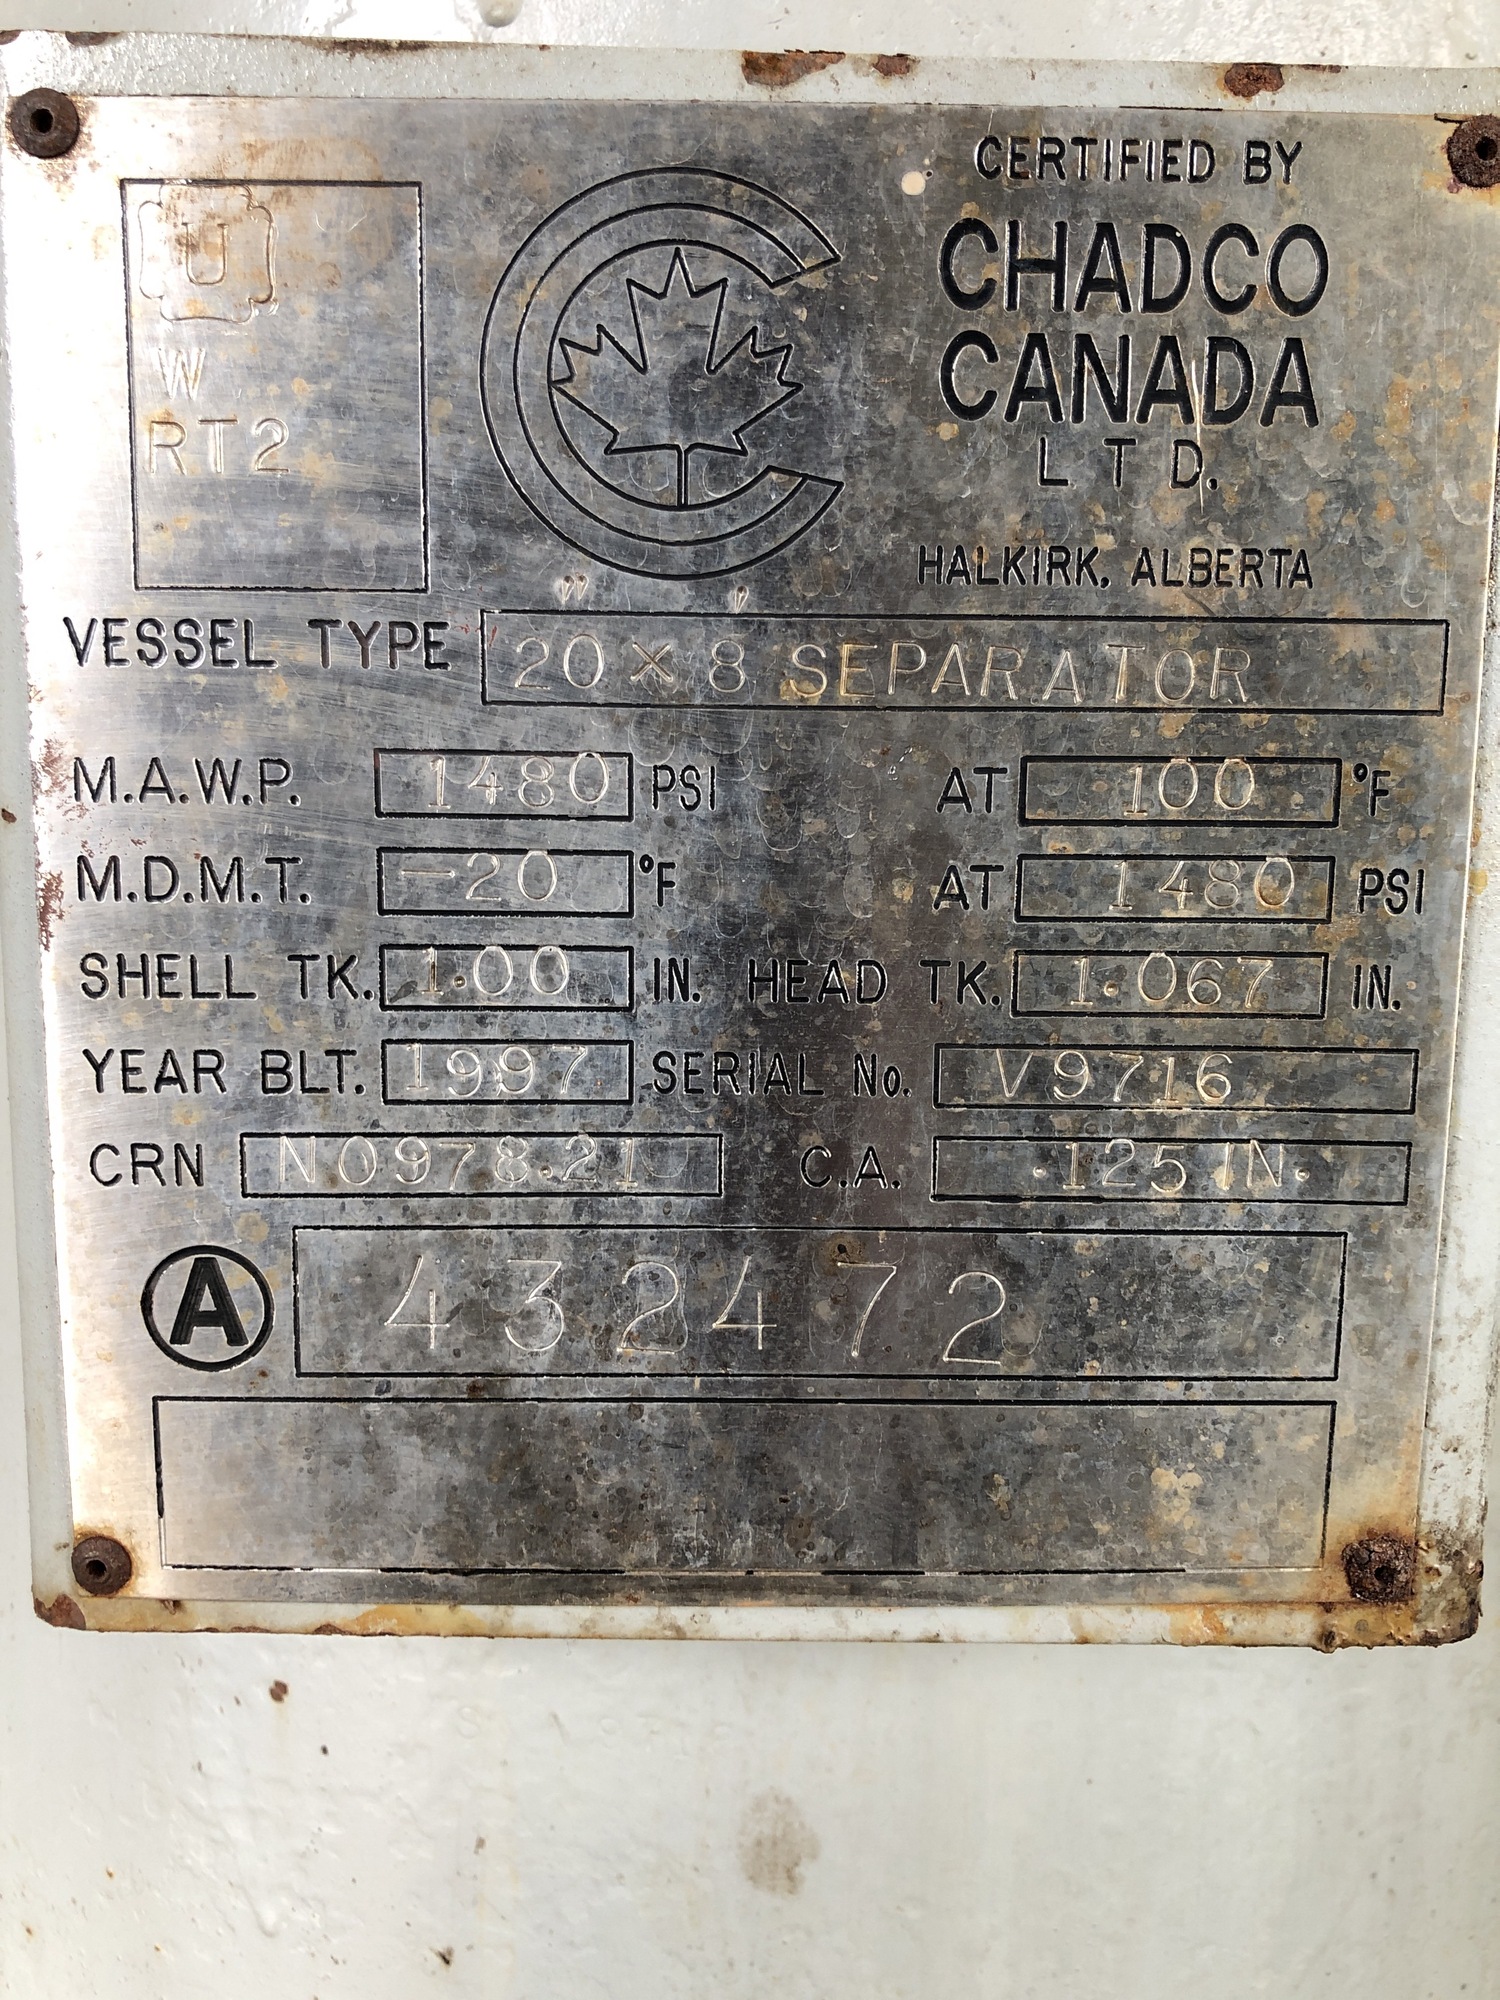 U
W
RT2
CERTIFIED BY
CHADCO
CANADA
LTD.
HALKIRK, ALBERTA
VESSEL TYPE 20" X 8' SEPARATOR
M.A.W.P. 1480 PSI AT 100 °F
M.D.M.T. -20 °F AT 1480 PSI
SHELL TK. 1.00 IN. HEAD TK. 1.067 IN.
YEAR BLT. 1997 SERIAL No. V9716
CRN N0978.21 C.A. .125 IN.
A 432472